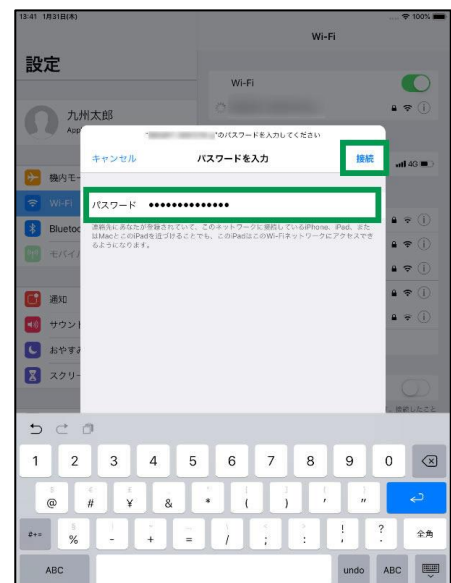 13:41 1月31日(木)
100%
Wi-Fi
設定
Wi-Fi
九州太郎
App
"のパスワードを入力してください
キャンセル
パスワードを入力
接続
4G
機内モー
パスワード ●●●●●●●●●●●●●●
Wi-Fi
連絡先にあなたが登録されていて、このネットワークに接続しているiPhone、iPad、また
はMacとこのiPadを近づけることでも、このiPadはこのWi-Fiネットワークにアクセスでき
るようになります。
Bluetoo
モバイル
通知
サウンド
おやすみ
スクリー
接続したこと
1 2 3 4 5 6 7 8 9 0
@ # ¥ & * ( ) ' "
#+= % - + = / ; : ! ? 全角
, .
ABC undo ABC